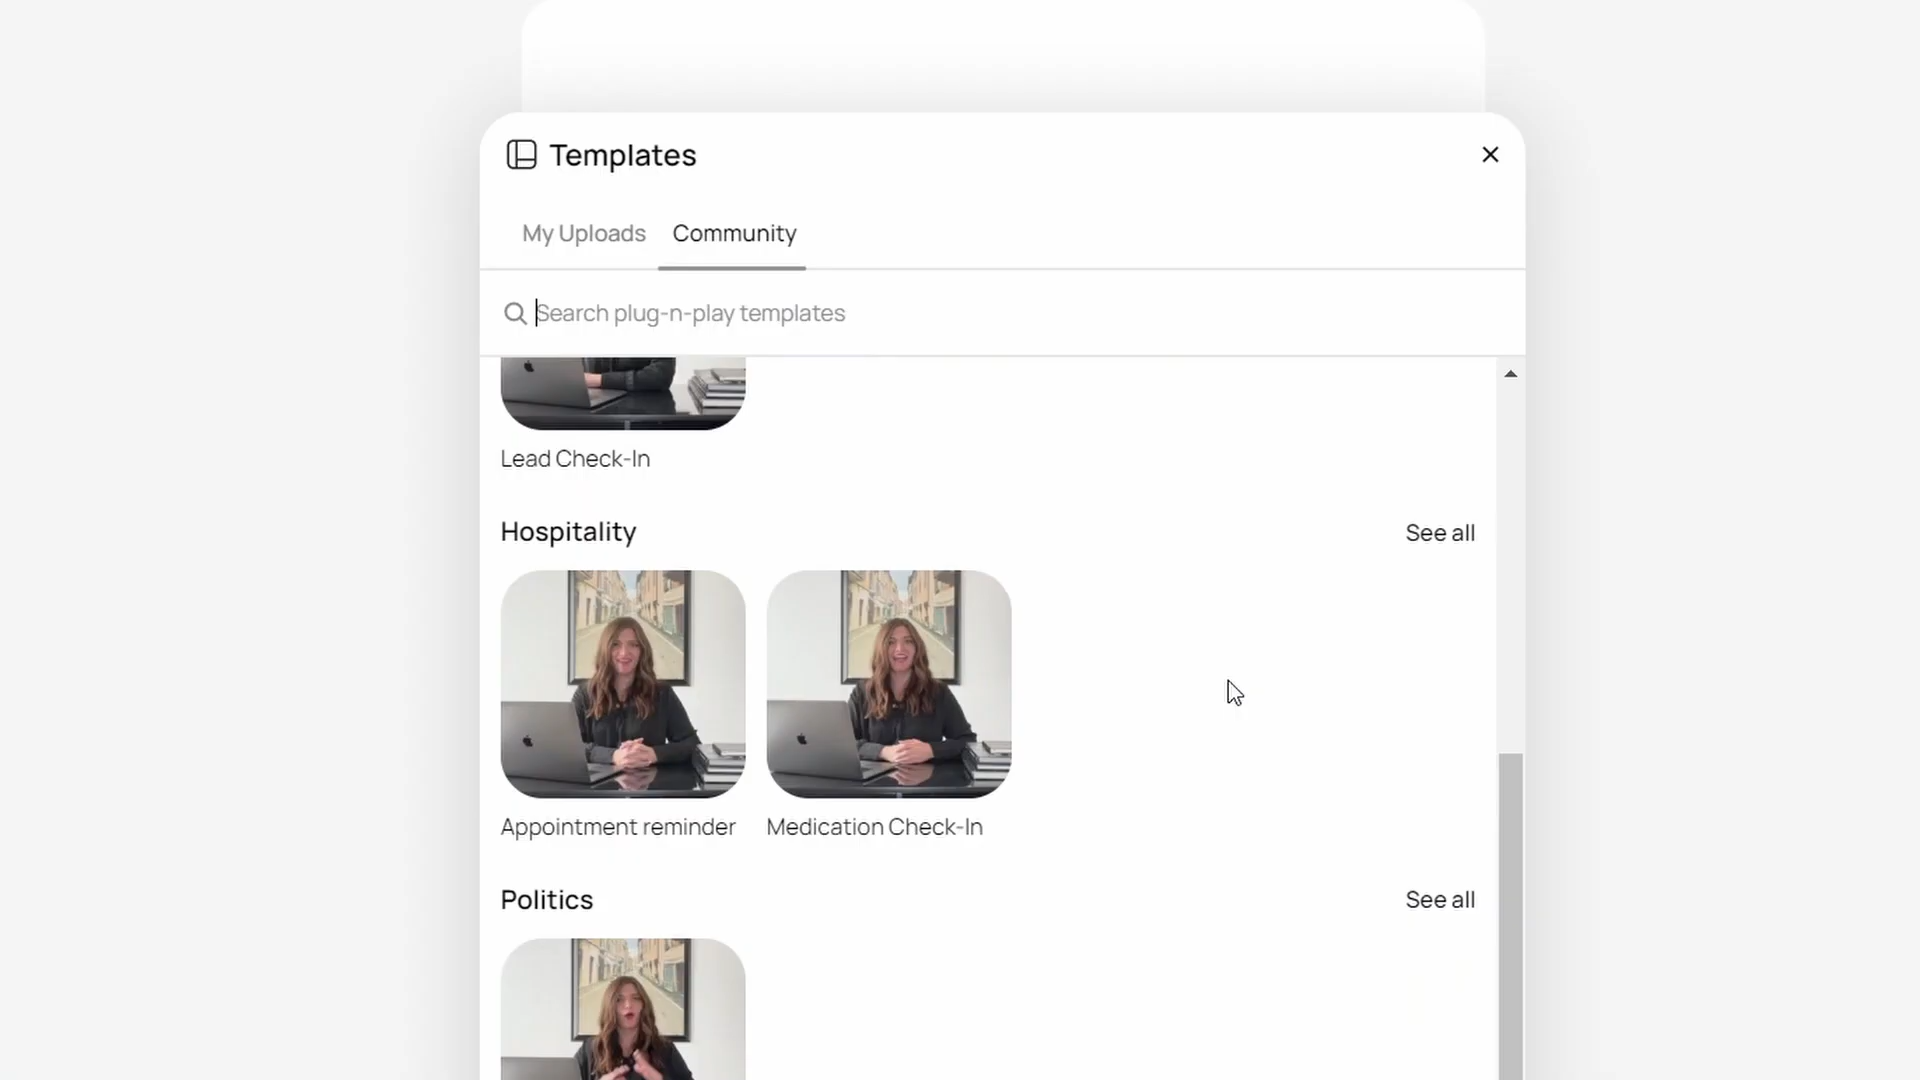 Templates
My Uploads Community
Search plug-n-play templates
Lead Check-In
Hospitality See all
Appointment reminder Medication Check-In
Politics See all